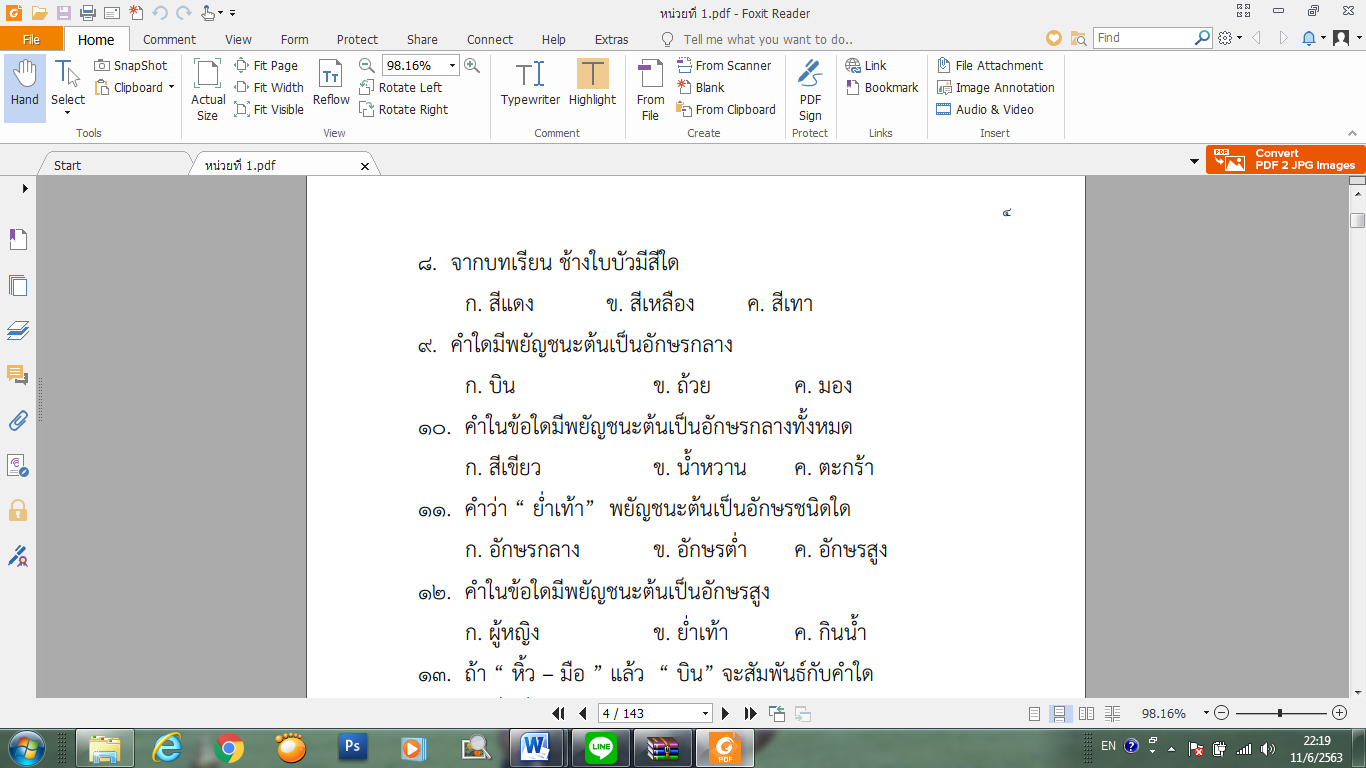 หน่วยที่ 1.pdf - Foxit Reader
File Home Comment View Form Protect Share Connect Help Extras Tell me what you want to do.. Find
Hand
Select
SnapShot
Clipboard
Tools
Actual Size
Fit Page
Fit Width
Fit Visible
Reflow
98.16%
Rotate Left
Rotate Right
View
Typewriter
Highlight
Comment
From File
From Scanner
Blank
From Clipboard
Create
PDF Sign
Protect
Link
Bookmark
Links
File Attachment
Image Annotation
Audio & Video
Insert
Start
หน่วยที่ 1.pdf
Convert
PDF 2 JPG Images
๔
๘. จากบทเรียน ช้างใบบัวมีสีใด
ก. สีแดง ข. สีเหลือง ค. สีเทา
๙. คำใดมีพยัญชนะต้นเป็นอักษรกลาง
ก. บิน ข. ถ้วย ค. มอง
๑๐. คำในข้อใดมีพยัญชนะต้นเป็นอักษรกลางทั้งหมด
ก. สีเขียว ข. น้ำหวาน ค. ตะกร้า
๑๑. คำว่า “ ย่ำเท้า” พยัญชนะต้นเป็นอักษรชนิดใด
ก. อักษรกลาง ข. อักษรต่ำ ค. อักษรสูง
๑๒. คำในข้อใดมีพยัญชนะต้นเป็นอักษรสูง
ก. ผู้หญิง ข. ย่ำเท้า ค. กินน้ำ
๑๓. ถ้า “ หิ้ว – มือ ” แล้ว “ บิน” จะสัมพันธ์กับคำใด
4 / 143
98.16%
EN
22:19
11/6/2563